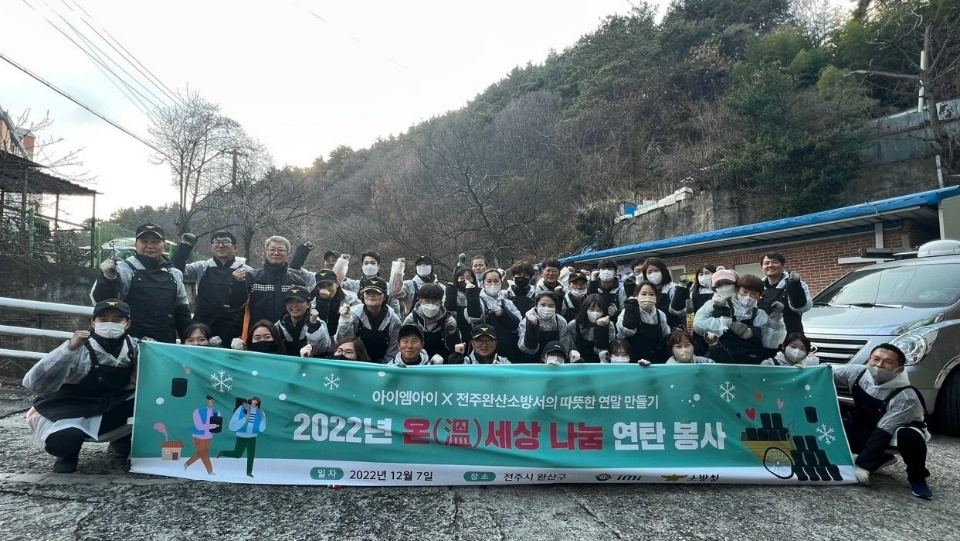 아이엠아이 X 전주완산소방서의 따뜻한 연말 만들기
2022년 온(溫)세상 나눔 연탄 봉사
일자 2022년 12월 7일 장소 전주시 완산구 imi 소방청